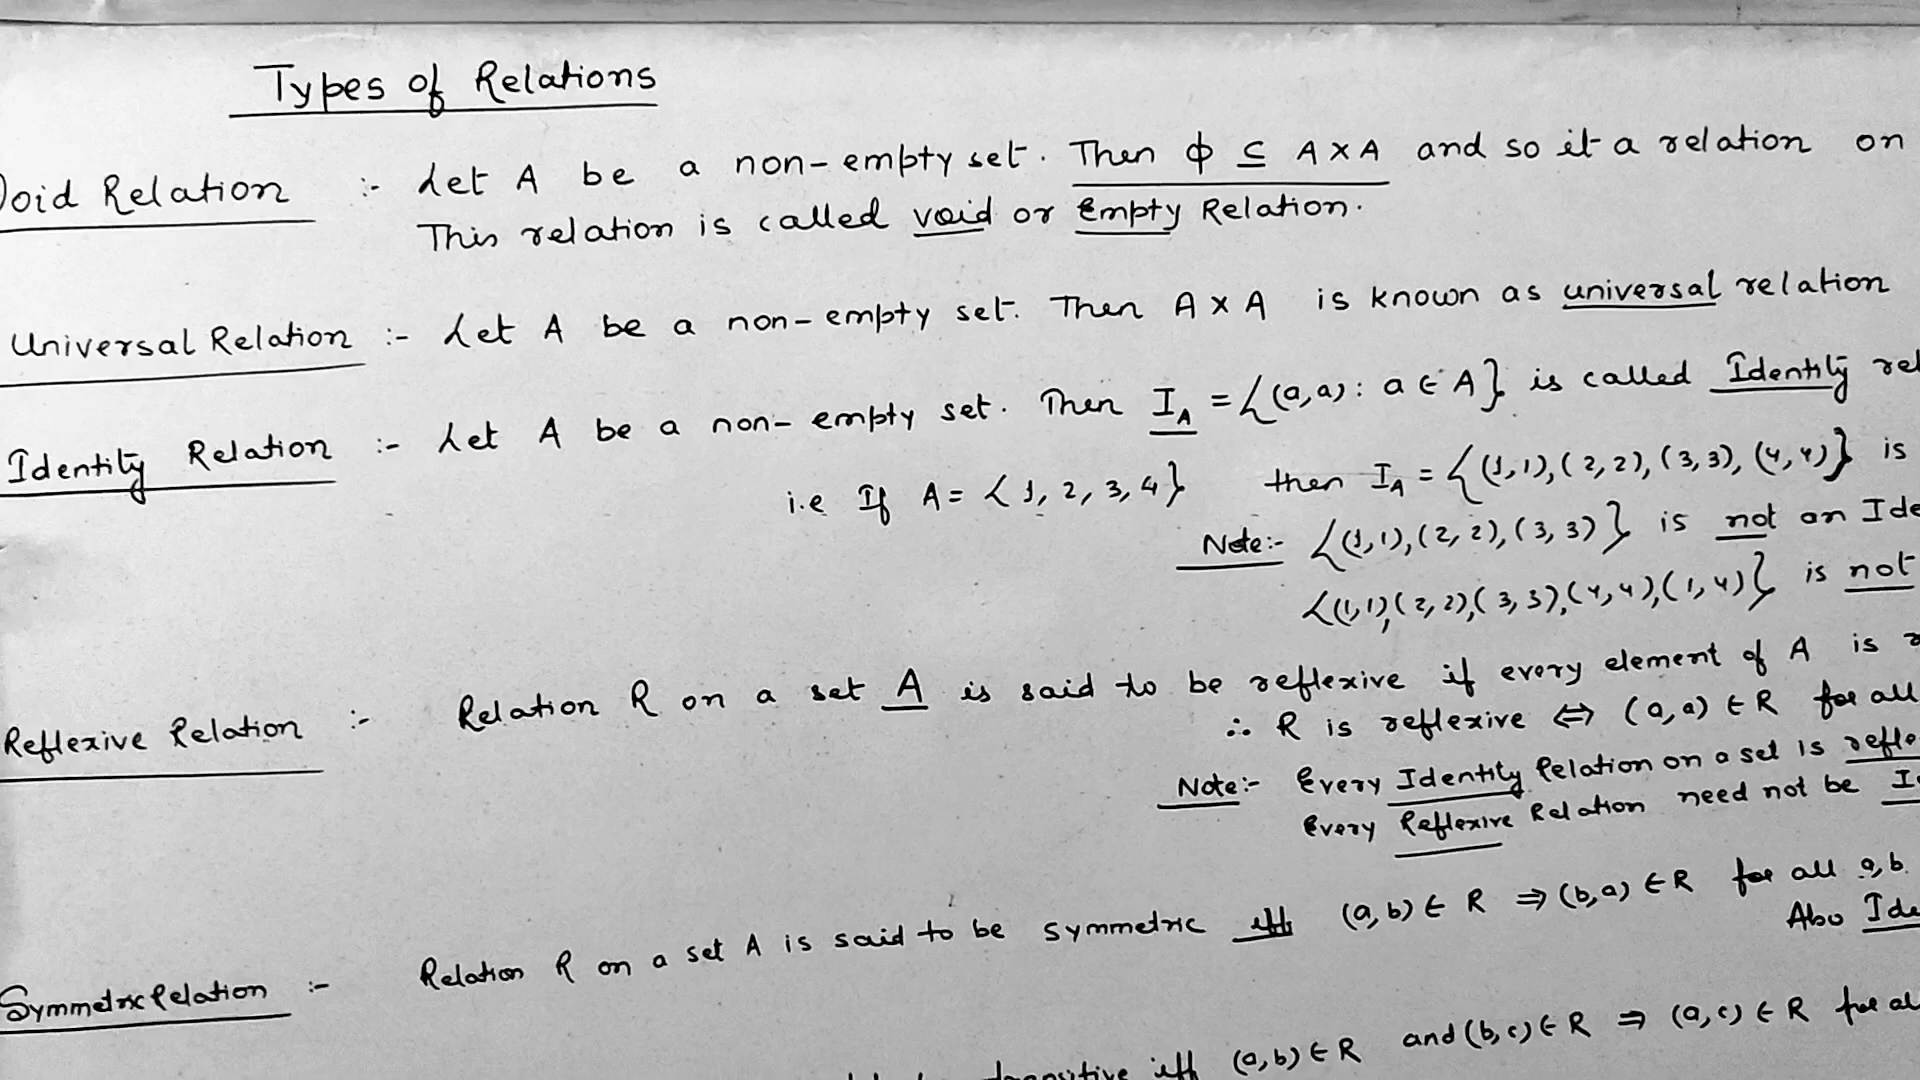 Types of Relations
Void Relation :- Let A be a non-empty set. Then ϕ ⊆ A×A and so it a relation on
This relation is called void or Empty Relation.
Universal Relation :- Let A be a non-empty set. Then A×A is known as universal relation
Identity Relation :- Let A be a non-empty set. Then I_A = {(a,a): a ∈ A} is called Identity rel
i.e If A = {1, 2, 3, 4} then I_A = {(1,1), (2,2), (3,3), (4,4)} is
Note:- {(1,1), (2,2), (3,3)} is not an Ide
{(1,1), (2,2), (3,3), (4,4), (1,4)} is not
Reflexive Relation :- Relation R on a set A is said to be reflexive if every element of A is
∴ R is reflexive ⇔ (a,a) ∈ R for all
Note:- Every Identity Relation on a set is refle
Every Reflexive Relation need not be I
Symmetric Relation :- Relation R on a set A is said to be symmetric iff (a,b) ∈ R ⇒ (b,a) ∈ R for all a,b.
Also Ide
iff (a,b) ∈ R and (b,c) ∈ R ⇒ (a,c) ∈ R for al